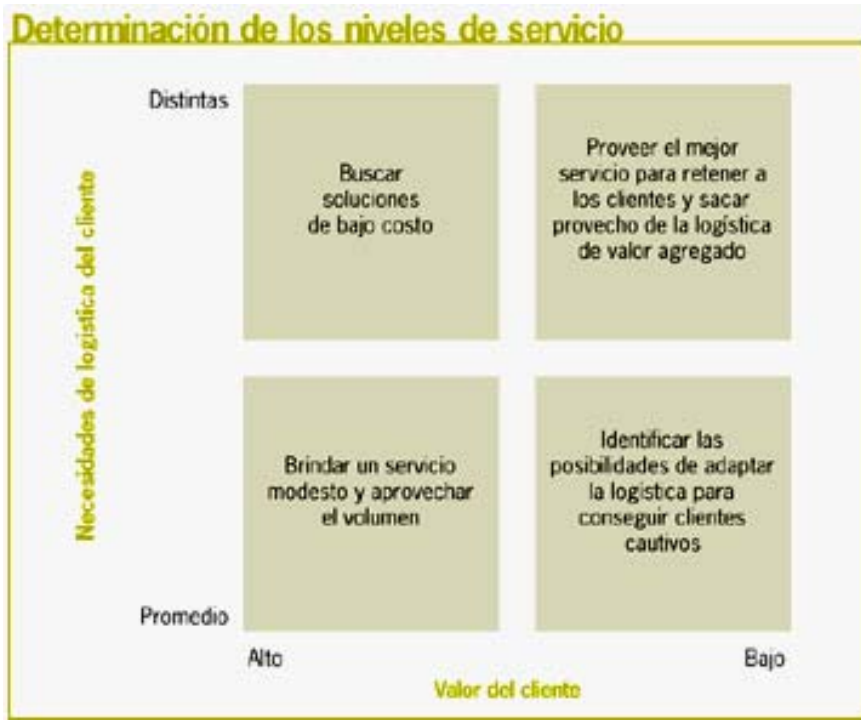 Determinación de los niveles de servicio
Distintas
Necesidades de logística del cliente
Buscar
soluciones
de bajo costo
Proveer el mejor
servicio para retener a
los clientes y sacar
provecho de la logística
de valor agregado
Brindar un servicio
modesto y aprovechar
el volumen
Identificar las
posibilidades de adaptar
la logística para
conseguir clientes
cautivos
Promedio
Alto
Bajo
Valor del cliente